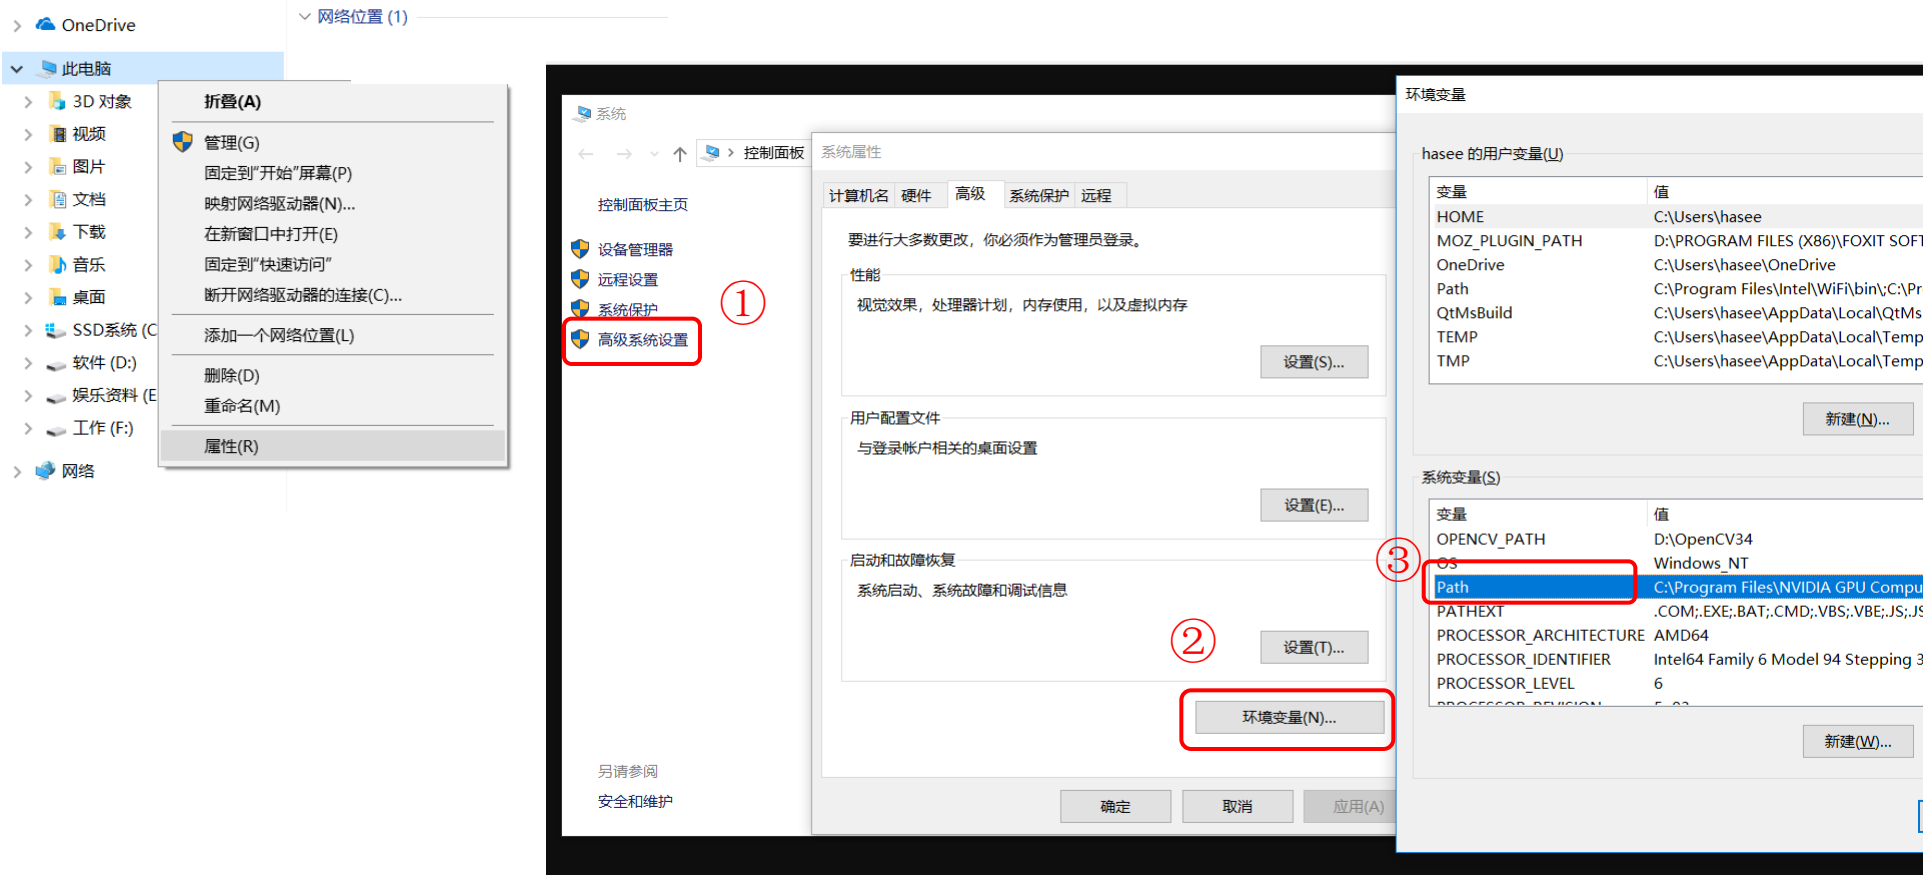 OneDrive
此电脑
3D 对象
视频
图片
文档
下载
音乐
桌面
SSD系统 (C
软件 (D:)
娱乐资料 (E
工作 (F:)
网络
网络位置 (1)
折叠(A)
管理(G)
固定到“开始”屏幕(P)
映射网络驱动器(N)...
在新窗口中打开(E)
固定到“快速访问”
断开网络驱动器的连接(C)...
添加一个网络位置(L)
删除(D)
重命名(M)
属性(R)
系统
控制面板
控制面板主页
设备管理器
远程设置
系统保护
高级系统设置
①
另请参阅
安全和维护
系统属性
计算机名 硬件 高级 系统保护 远程
要进行大多数更改，你必须作为管理员登录。
性能
视觉效果，处理器计划，内存使用，以及虚拟内存
设置(S)...
用户配置文件
与登录帐户相关的桌面设置
设置(E)...
启动和故障恢复
系统启动、系统故障和调试信息
②
设置(T)...
环境变量(N)...
确定 取消 应用(A)
环境变量
hasee 的用户变量(U)
变量 值
HOME C:\Users\hasee
MOZ_PLUGIN_PATH D:\PROGRAM FILES (X86)\FOXIT SOFT
OneDrive C:\Users\hasee\OneDrive
Path C:\Program Files\Intel\WiFi\bin\;C:\Pr
QtMsBuild C:\Users\hasee\AppData\Local\QtMs
TEMP C:\Users\hasee\AppData\Local\Temp
TMP C:\Users\hasee\AppData\Local\Temp
新建(N)...
系统变量(S)
变量 值
OPENCV_PATH D:\OpenCV34
③
OS Windows_NT
Path C:\Program Files\NVIDIA GPU Compu
PATHEXT .COM;.EXE;.BAT;.CMD;.VBS;.VBE;.JS;.JS
PROCESSOR_ARCHITECTURE AMD64
PROCESSOR_IDENTIFIER Intel64 Family 6 Model 94 Stepping 3
PROCESSOR_LEVEL 6
PROCESSOR_REVISION 5e03
新建(W)...